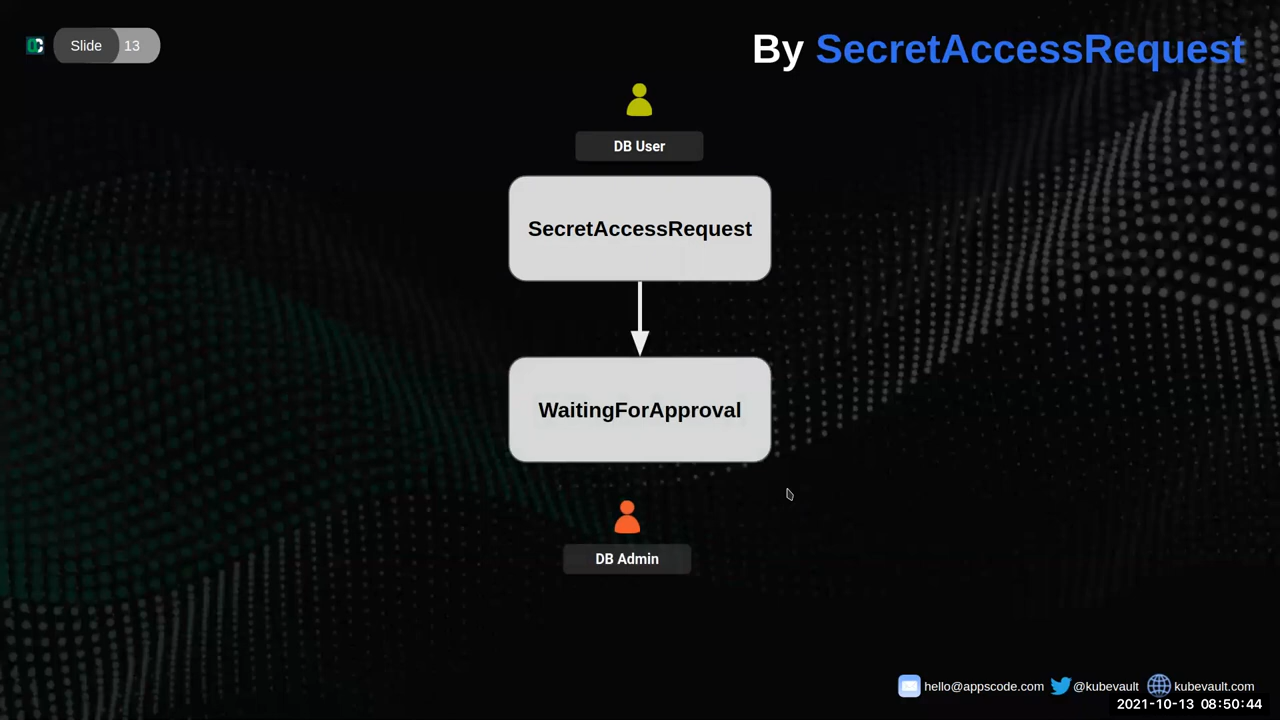 Slide 13
By SecretAccessRequest
DB User
SecretAccessRequest
WaitingForApproval
DB Admin
hello@appscode.com @kubevault kubevault.com
2021-10-13 08:50:44